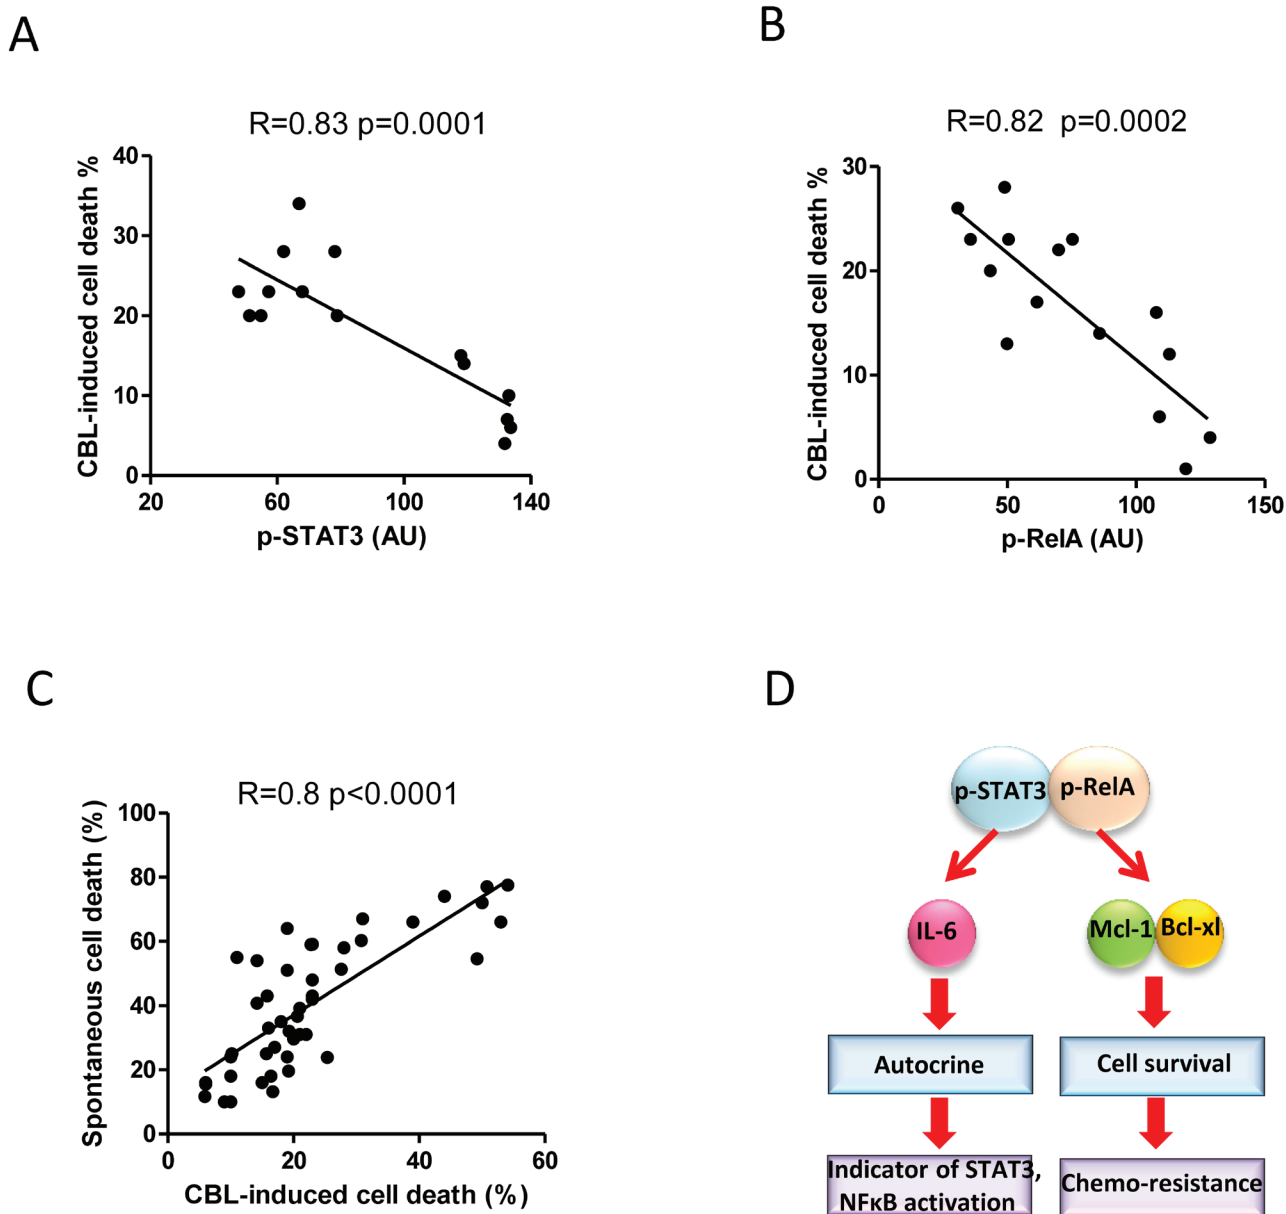 A
R=0.83 p=0.0001
CBL-induced cell death %
40
30
20
10
0
20
60
100
140
p-STAT3 (AU)
B
R=0.82 p=0.0002
CBL-induced cell death %
30
20
10
0
0
50
100
150
p-RelA (AU)
C
R=0.8 p<0.0001
Spontaneous cell death (%)
100
80
60
40
20
0
0
20
40
60
CBL-induced cell death (%)
D
p-STAT3
p-RelA
IL-6
Mcl-1
Bcl-xl
Autocrine
Cell survival
Indicator of STAT3,
NFκB activation
Chemo-resistance